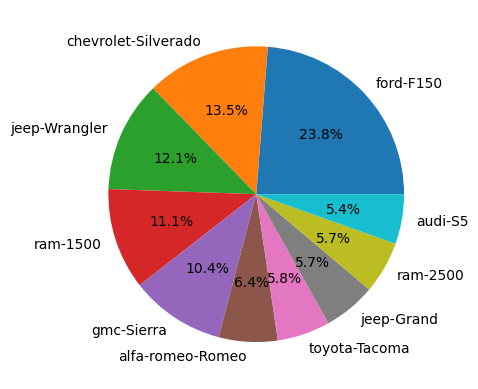 chevrolet-Silverado
ford-F150
13.5%
23.8%
jeep-Wrangler
12.1%
5.4%
audi-S5
ram-1500
11.1%
5.7%
10.4%
5.7%
ram-2500
6.4%
5.8%
gmc-Sierra
jeep-Grand
alfa-romeo-Romeo
toyota-Tacoma